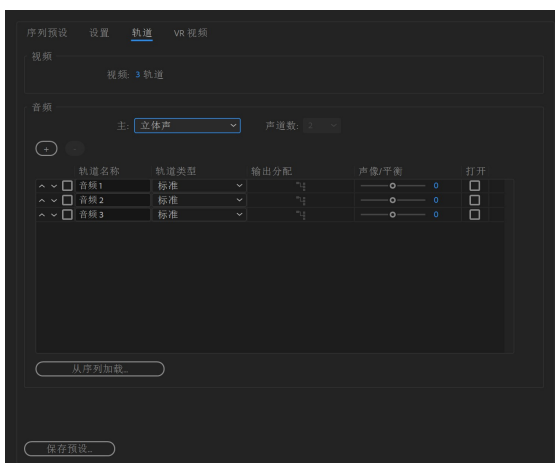 序列预设 设置 轨道 VR 视频
视频
视频: 3 轨道
音频
主: 立体声 声道数: 2
+ -
轨道名称 轨道类型 输出分配 声像/平衡 打开
音频 1 标准 0
音频 2 标准 0
音频 3 标准 0
从序列加载...
保存预设...